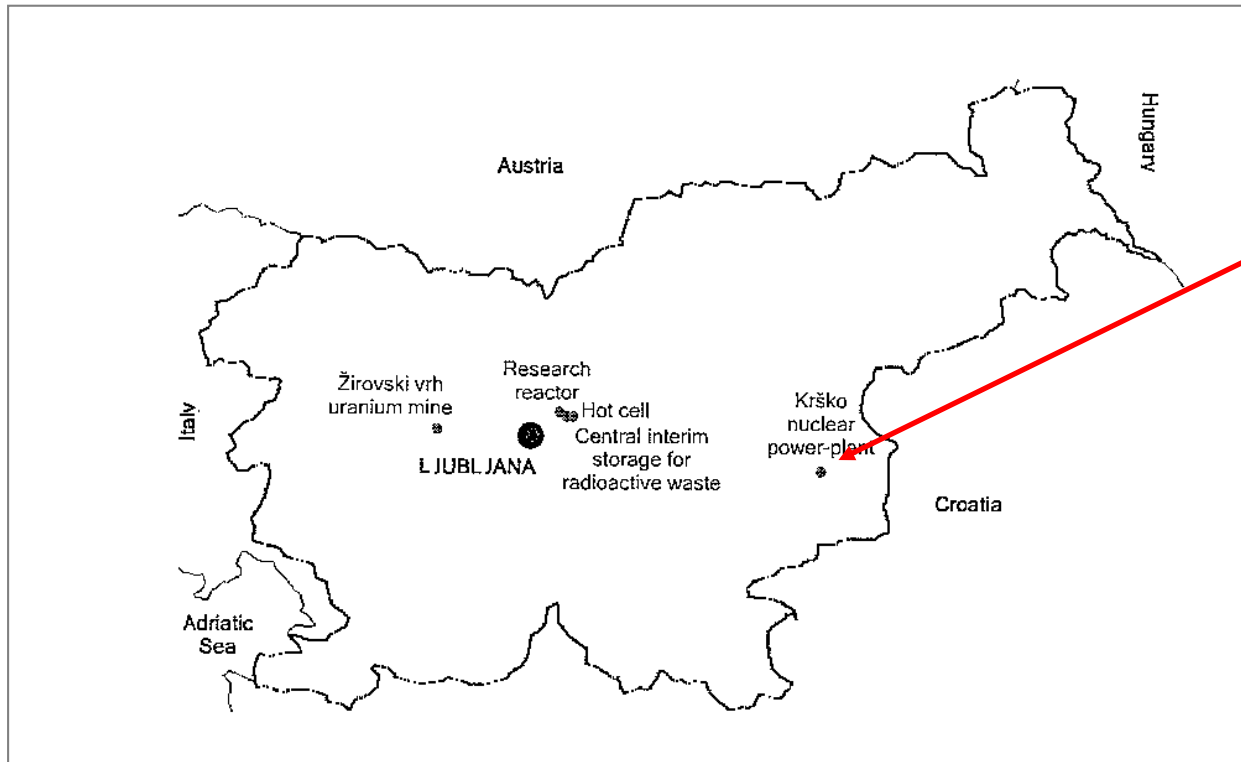 Hungary
Austria
Research
reactor
Žirovski vrh
uranium mine
Hot cell
Krško
nuclear
power-plant
Italy
Central interim
storage for
radioactive waste
LJUBLJANA
Croatia
Adriatic
Sea